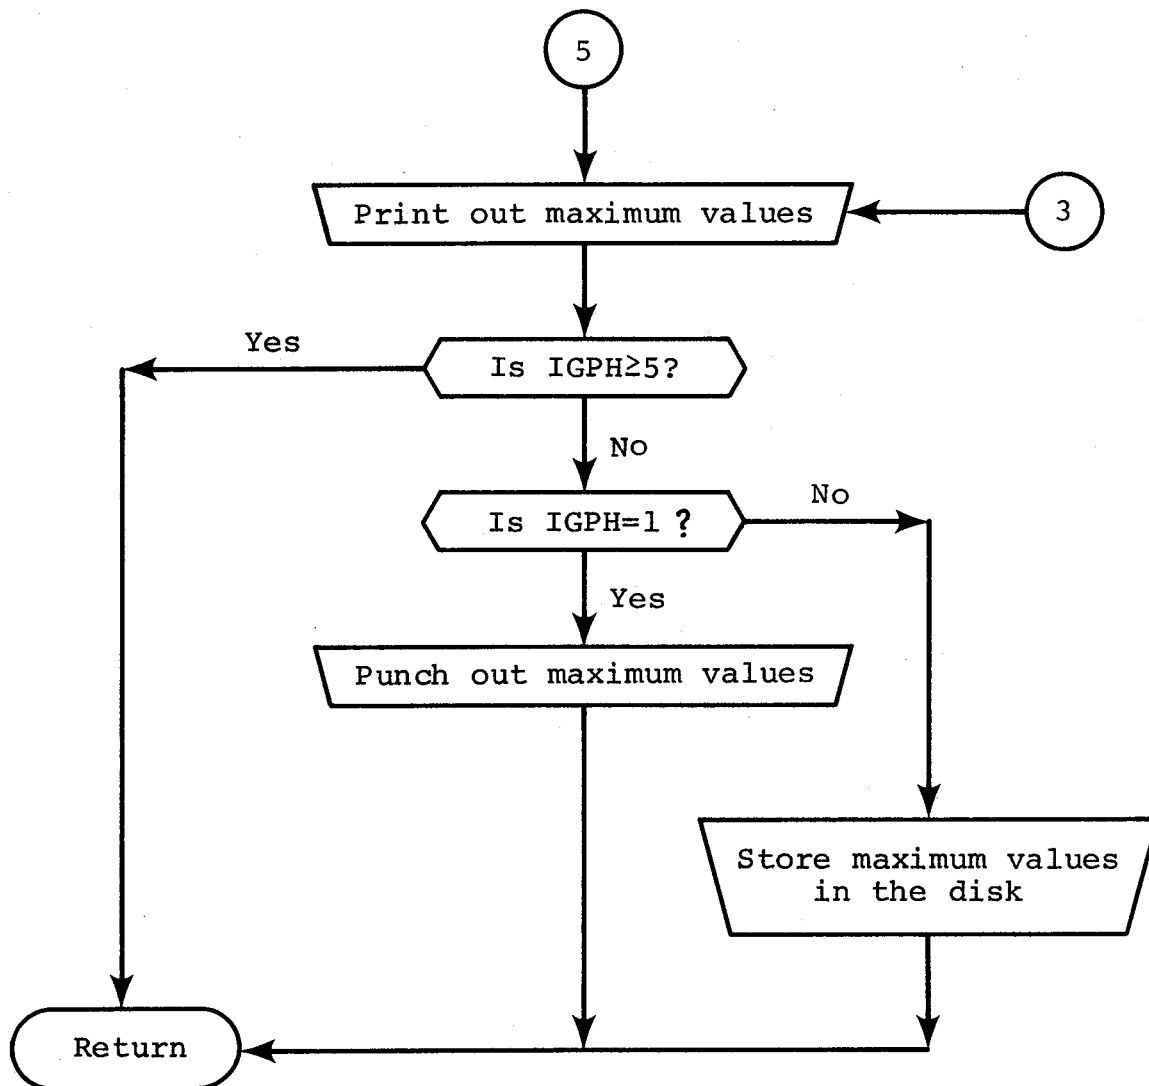 5
Print out maximum values
3
Yes
Is IGPH≥5?
No
Is IGPH=1 ?
No
Yes
Punch out maximum values
Store maximum values
in the disk
Return